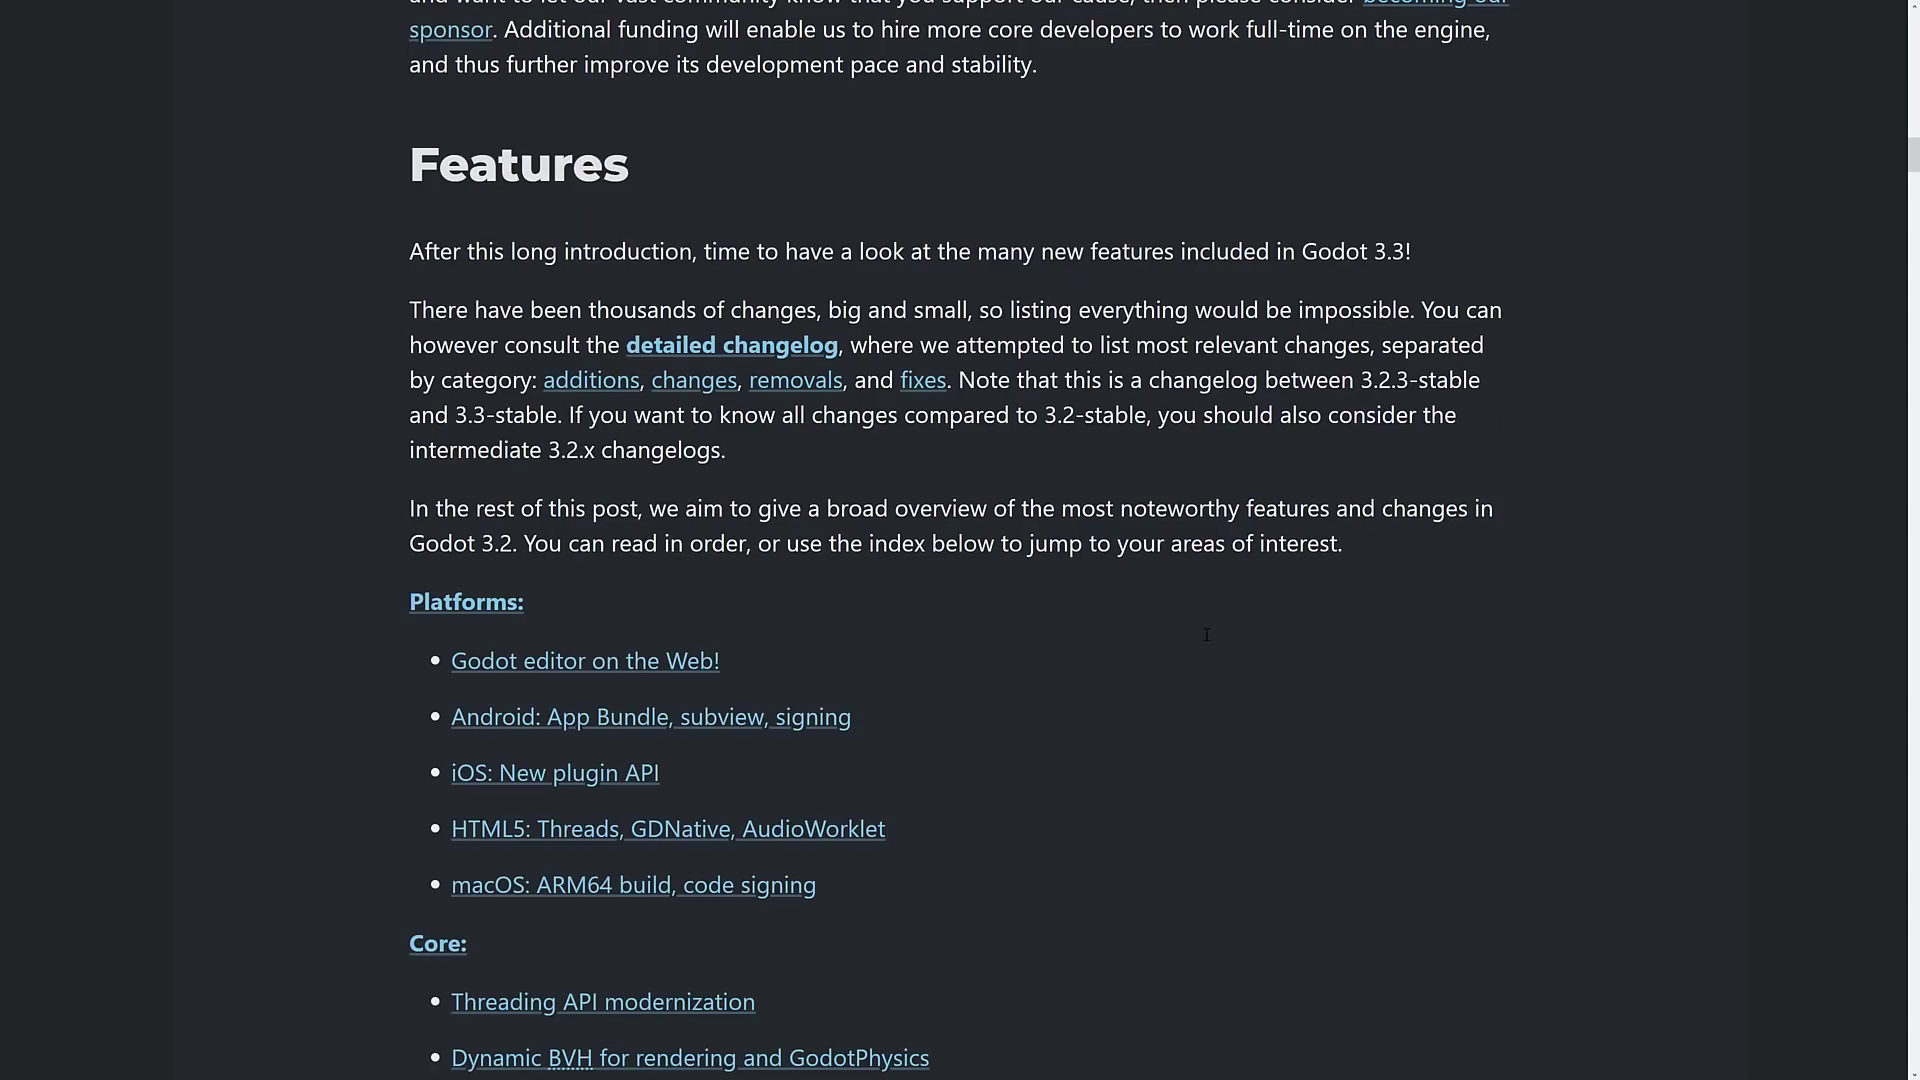 and want to let our vast community know that you support our cause, then please consider becoming our
sponsor. Additional funding will enable us to hire more core developers to work full-time on the engine,
and thus further improve its development pace and stability.
Features
After this long introduction, time to have a look at the many new features included in Godot 3.3!
There have been thousands of changes, big and small, so listing everything would be impossible. You can
however consult the detailed changelog, where we attempted to list most relevant changes, separated
by category: additions, changes, removals, and fixes. Note that this is a changelog between 3.2.3-stable
and 3.3-stable. If you want to know all changes compared to 3.2-stable, you should also consider the
intermediate 3.2.x changelogs.
In the rest of this post, we aim to give a broad overview of the most noteworthy features and changes in
Godot 3.2. You can read in order, or use the index below to jump to your areas of interest.
Platforms:
• Godot editor on the Web!
• Android: App Bundle, subview, signing
• iOS: New plugin API
• HTML5: Threads, GDNative, AudioWorklet
• macOS: ARM64 build, code signing
Core:
• Threading API modernization
• Dynamic BVH for rendering and GodotPhysics